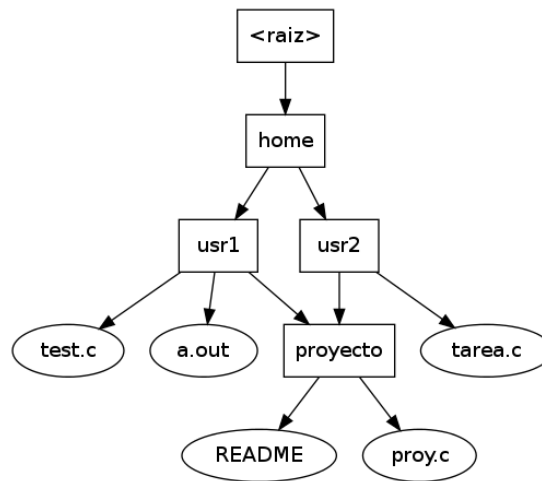 <raiz>
home
usr1
usr2
test.c
a.out
proyecto
tarea.c
README
proy.c